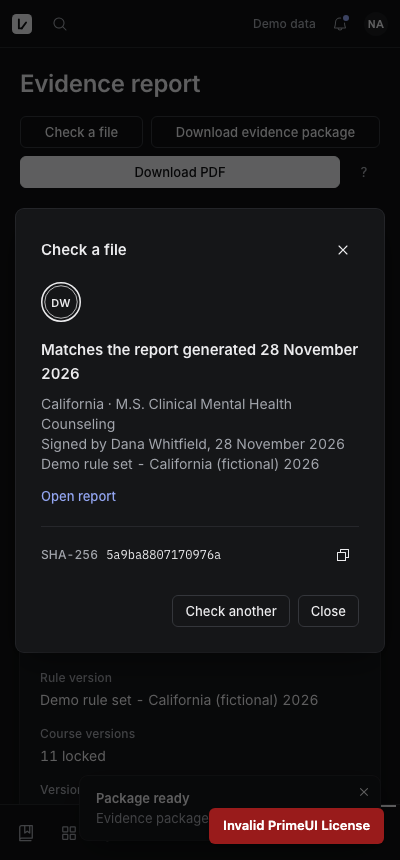 Demo data
NA
Evidence report
Check a file
Download evidence package
Download PDF
?
Check a file
DW
Matches the report generated 28 November
2026
California · M.S. Clinical Mental Health
Counseling
Signed by Dana Whitfield, 28 November 2026
Demo rule set - California (fictional) 2026
Open report
SHA-256 5a9ba8807170976a
Check another
Close
Rule version
Demo rule set - California (fictional) 2026
Course versions
11 locked
Package ready
Evidence package
Invalid PrimeUI License